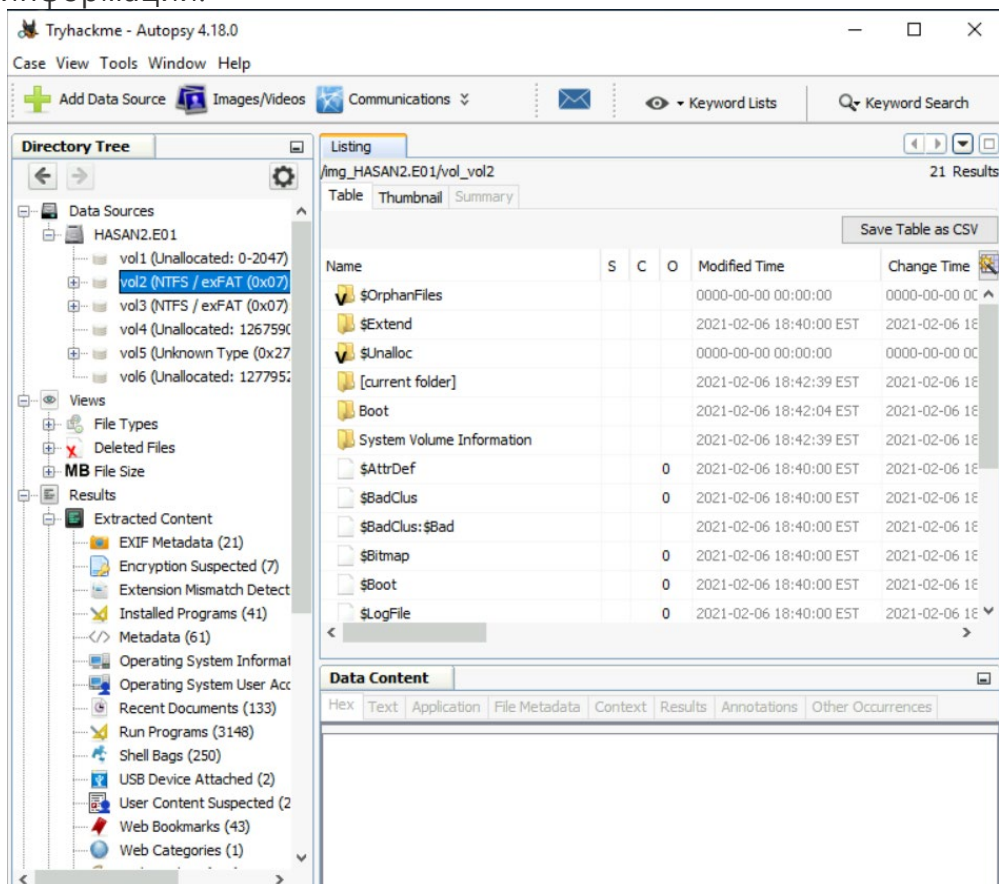 информации.
Tryhackme - Autopsy 4.18.0
Case View Tools Window Help
Add Data Source Images/Videos Communications Keyword Lists Keyword Search
Directory Tree
Data Sources
HASAN2.E01
vol1 (Unallocated: 0-2047)
vol2 (NTFS / exFAT (0x07)
vol3 (NTFS / exFAT (0x07)
vol4 (Unallocated: 1267590
vol5 (Unknown Type (0x27
vol6 (Unallocated: 1277952
Views
File Types
Deleted Files
MB File Size
Results
Extracted Content
EXIF Metadata (21)
Encryption Suspected (7)
Extension Mismatch Detect
Installed Programs (41)
Metadata (61)
Operating System Informat
Operating System User Acc
Recent Documents (133)
Run Programs (3148)
Shell Bags (250)
USB Device Attached (2)
User Content Suspected (2
Web Bookmarks (43)
Web Categories (1)
Listing
/img_HASAN2.E01/vol_vol2 21 Results
Table Thumbnail Summary
Save Table as CSV
Name S C O Modified Time Change Time
$OrphanFiles 0000-00-00 00:00:00 0000-00-00 00
$Extend 2021-02-06 18:40:00 EST 2021-02-06 18
$Unalloc 0000-00-00 00:00:00 0000-00-00 00
[current folder] 2021-02-06 18:42:39 EST 2021-02-06 18
Boot 2021-02-06 18:42:04 EST 2021-02-06 18
System Volume Information 2021-02-06 18:42:39 EST 2021-02-06 18
$AttrDef 0 2021-02-06 18:40:00 EST 2021-02-06 18
$BadClus 0 2021-02-06 18:40:00 EST 2021-02-06 18
$BadClus:$Bad 2021-02-06 18:40:00 EST 2021-02-06 18
$Bitmap 0 2021-02-06 18:40:00 EST 2021-02-06 18
$Boot 0 2021-02-06 18:40:00 EST 2021-02-06 18
$LogFile 0 2021-02-06 18:40:00 EST 2021-02-06 18
Data Content
Hex Text Application File Metadata Context Results Annotations Other Occurrences